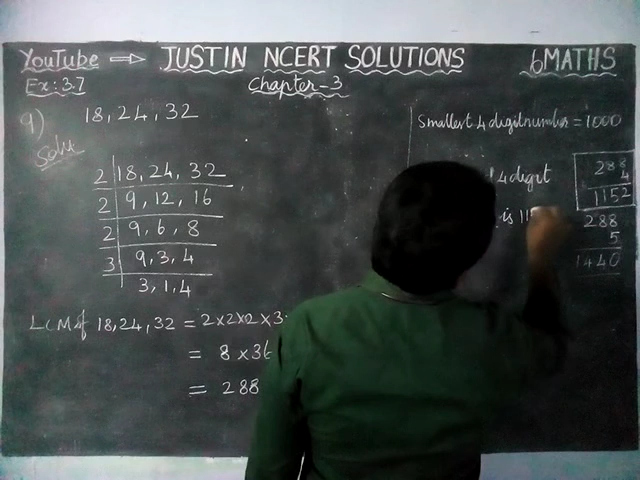 YouTube ⇒ JUSTIN NCERT SOLUTIONS 6 MATHS
Ex: 3.7 Chapter-3
9) 18, 24, 32
Solu
2 | 18, 24, 32
2 | 9, 12, 16
2 | 9, 6, 8
3 | 9, 3, 4
3, 1, 4
LCM of 18, 24, 32 = 2×2×2×3
= 8 × 36
= 288
Smallest 4 digit number = 1000
4 digit
is 115
288
4
1152
288
5
1440